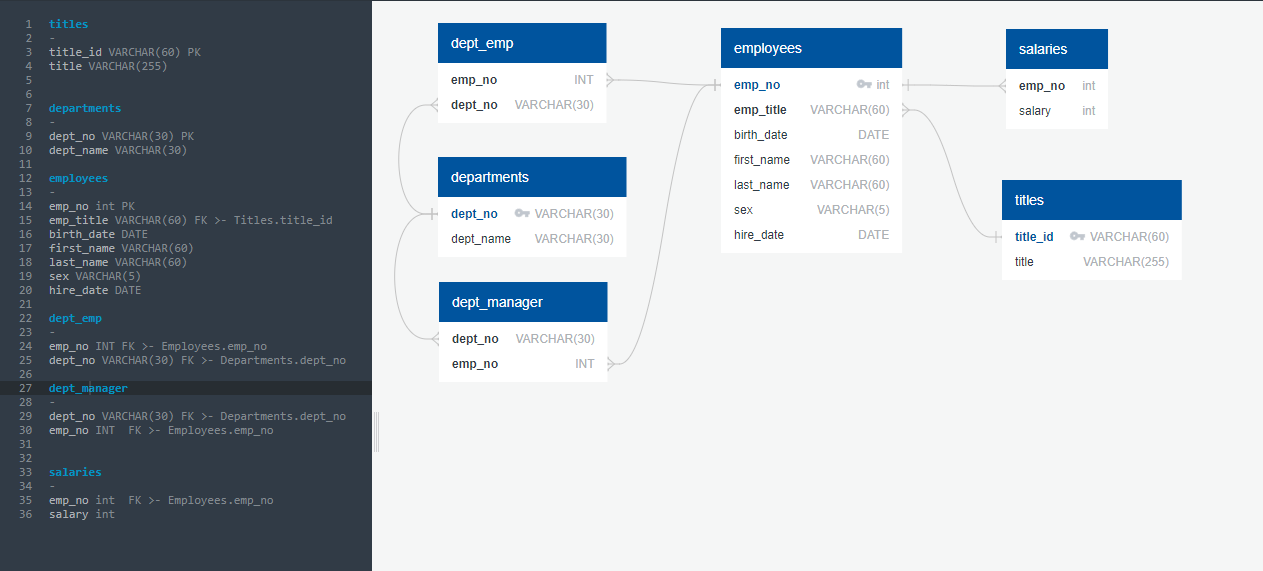 1 titles
2 -
3 title_id VARCHAR(60) PK
4 title VARCHAR(255)
5
6
7 departments
8 -
9 dept_no VARCHAR(30) PK
10 dept_name VARCHAR(30)
11
12 employees
13 -
14 emp_no int PK
15 emp_title VARCHAR(60) FK >- Titles.title_id
16 birth_date DATE
17 first_name VARCHAR(60)
18 last_name VARCHAR(60)
19 sex VARCHAR(5)
20 hire_date DATE
21
22 dept_emp
23 -
24 emp_no INT FK >- Employees.emp_no
25 dept_no VARCHAR(30) FK >- Departments.dept_no
26
27 dept_manager
28 -
29 dept_no VARCHAR(30) FK >- Departments.dept_no
30 emp_no INT  FK >- Employees.emp_no
31
32
33 salaries
34 -
35 emp_no int  FK >- Employees.emp_no
36 salary int
dept_emp
emp_no INT
dept_no VARCHAR(30)
departments
dept_no VARCHAR(30)
dept_name VARCHAR(30)
dept_manager
dept_no VARCHAR(30)
emp_no INT
employees
emp_no int
emp_title VARCHAR(60)
birth_date DATE
first_name VARCHAR(60)
last_name VARCHAR(60)
sex VARCHAR(5)
hire_date DATE
salaries
emp_no int
salary int
titles
title_id VARCHAR(60)
title VARCHAR(255)